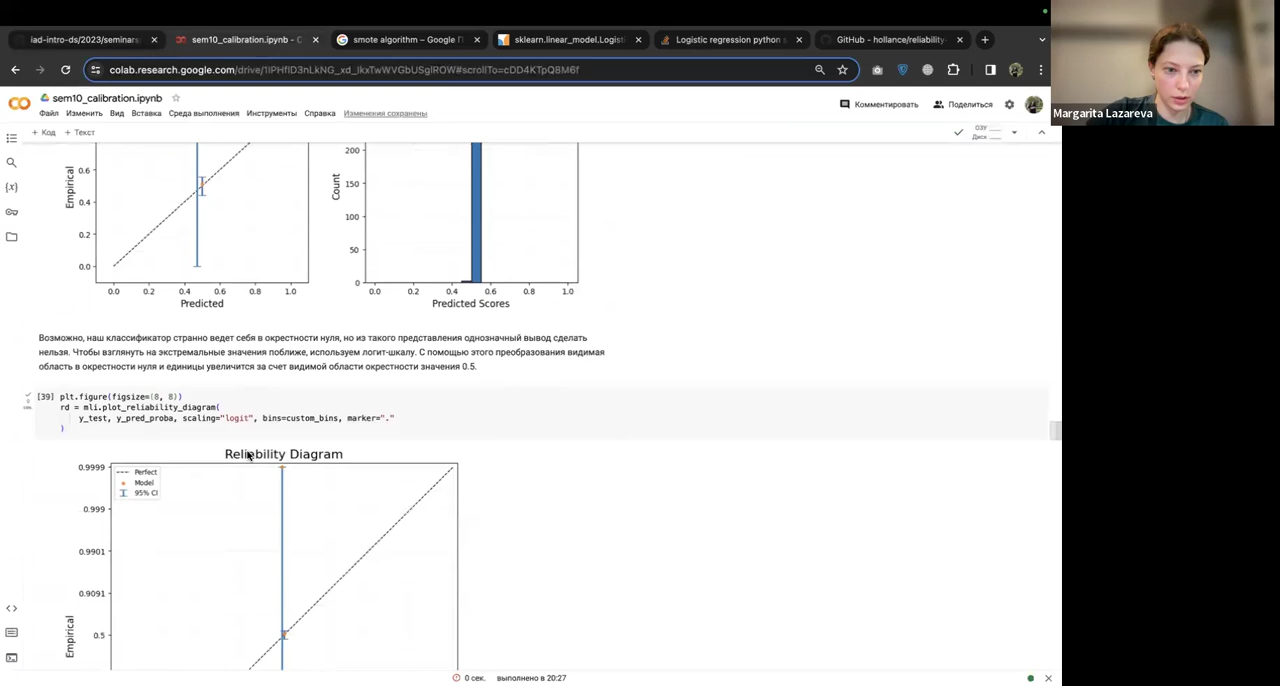 iad-intro-ds/2023/seminars
sem10_calibration.ipynb - C
smote algorithm – Google П
sklearn.linear_model.Logist
Logistic regression python s
GitHub - hollance/reliability-
colab.research.google.com/drive/1iPHfID3nLkNG_xd_IkxTwWVGbUSgIROW#scrollTo=cDD4KTpQ8M6f
sem10_calibration.ipynb
Комментировать
Поделиться
Файл Изменить Вид Вставка Среда выполнения Инструменты Справка Изменения сохранены
+ Код + Текст
ОЗУ
Диск
Margarita Lazareva
Empirical
0.6
0.4
0.2
0.0
0.0 0.2 0.4 0.6 0.8 1.0
Predicted
Count
200
150
100
50
0
0.0 0.2 0.4 0.6 0.8 1.0
Predicted Scores
Возможно, наш классификатор странно ведет себя в окрестности нуля, но из такого представления однозначный вывод сделать
нельзя. Чтобы взглянуть на экстремальные значения поближе, используем логит-шкалу. С помощью этого преобразования видимая
область в окрестности нуля и единицы увеличится за счет видимой области окрестности значения 0.5.
[39] plt.figure(figsize=(8, 8))
rd = mli.plot_reliability_diagram(
y_test, y_pred_proba, scaling="logit", bins=custom_bins, marker="."
)
0
сек.
Reliability Diagram
Perfect
Model
95% CI
0.9999
0.999
0.9901
0.9091
0.5
Empirical
0 сек. выполнено в 20:27